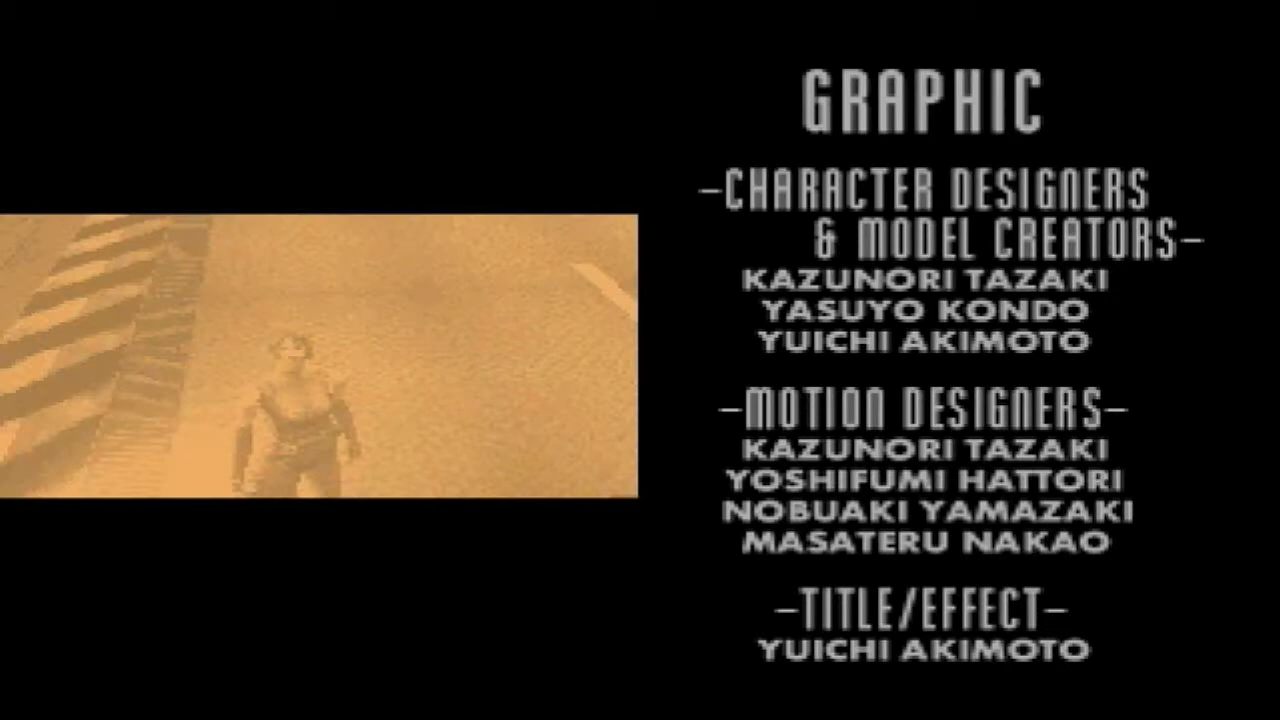 GRAPHIC
-CHARACTER DESIGNERS
& MODEL CREATORS-
KAZUNORI TAZAKI
YASUYO KONDO
YUICHI AKIMOTO
-MOTION DESIGNERS-
KAZUNORI TAZAKI
YOSHIFUMI HATTORI
NOBUAKI YAMAZAKI
MASATERU NAKAO
-TITLE/EFFECT-
YUICHI AKIMOTO